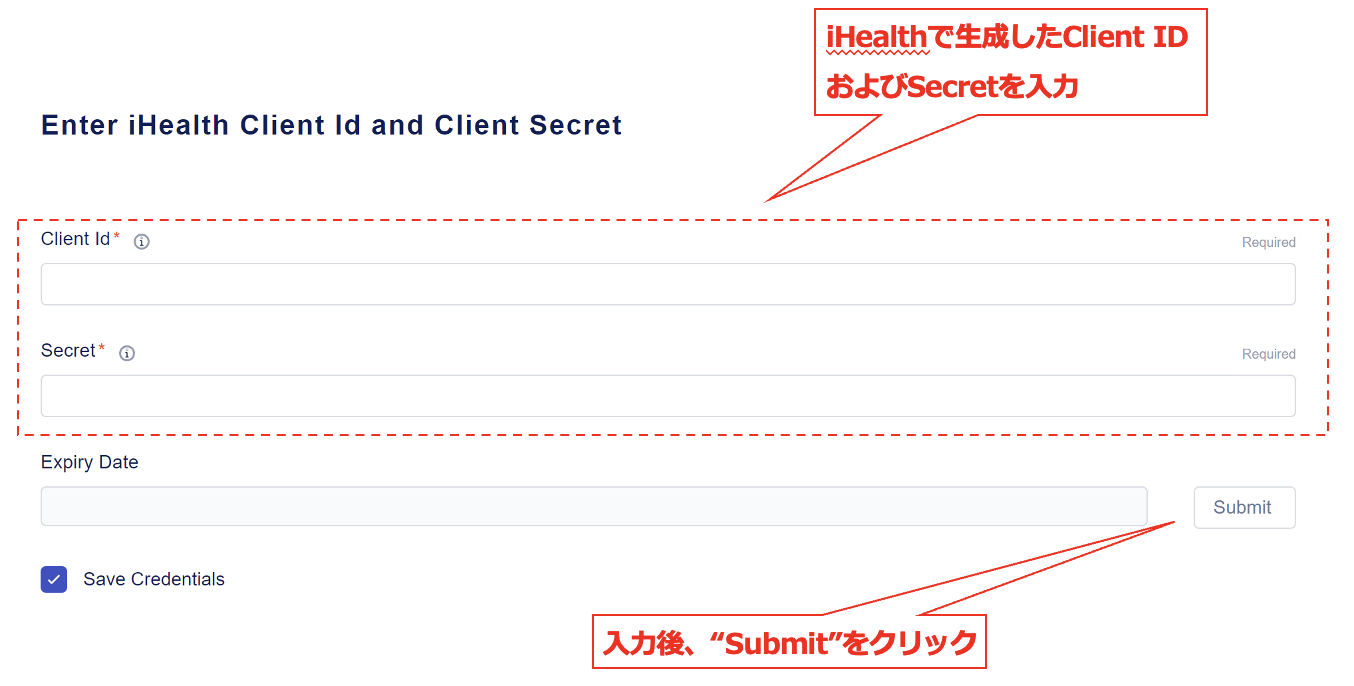 iHealthで生成したClient ID
およびSecretを入力
Enter iHealth Client Id and Client Secret
Client Id*
Required
Secret*
Required
Expiry Date
Submit
Save Credentials
入力後、“Submit”をクリック